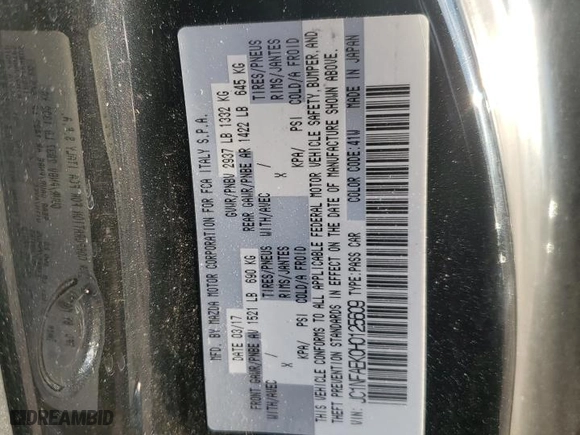 MFD. BY MAZDA MOTOR CORPORATION FOR FCA ITALY S.P.A.
DATE 03/17 GVWR/PNBV 2937 LB 1332 KG
FRONT GAWR/PNBE AV 1521 LB 690 KG REAR GAWR/PNBE AR 1422 LB 645 KG
WITH/AVEC / TIRES/PNEUS WITH/AVEC / TIRES/PNEUS
X RIMS/JANTES X RIMS/JANTES
KPA/ PSI COLD/A FROID KPA/ PSI COLD/A FROID
THIS VEHICLE CONFORMS TO ALL APPLICABLE FEDERAL MOTOR VEHICLE SAFETY, BUMPER, AND
THEFT PREVENTION STANDARDS IN EFFECT ON THE DATE OF MANUFACTURE SHOWN ABOVE.
VIN: JC1NFAEK0H0125609 TYPE: PASS CAR COLOR CODE: 41W MADE IN JAPAN
DREAMBID